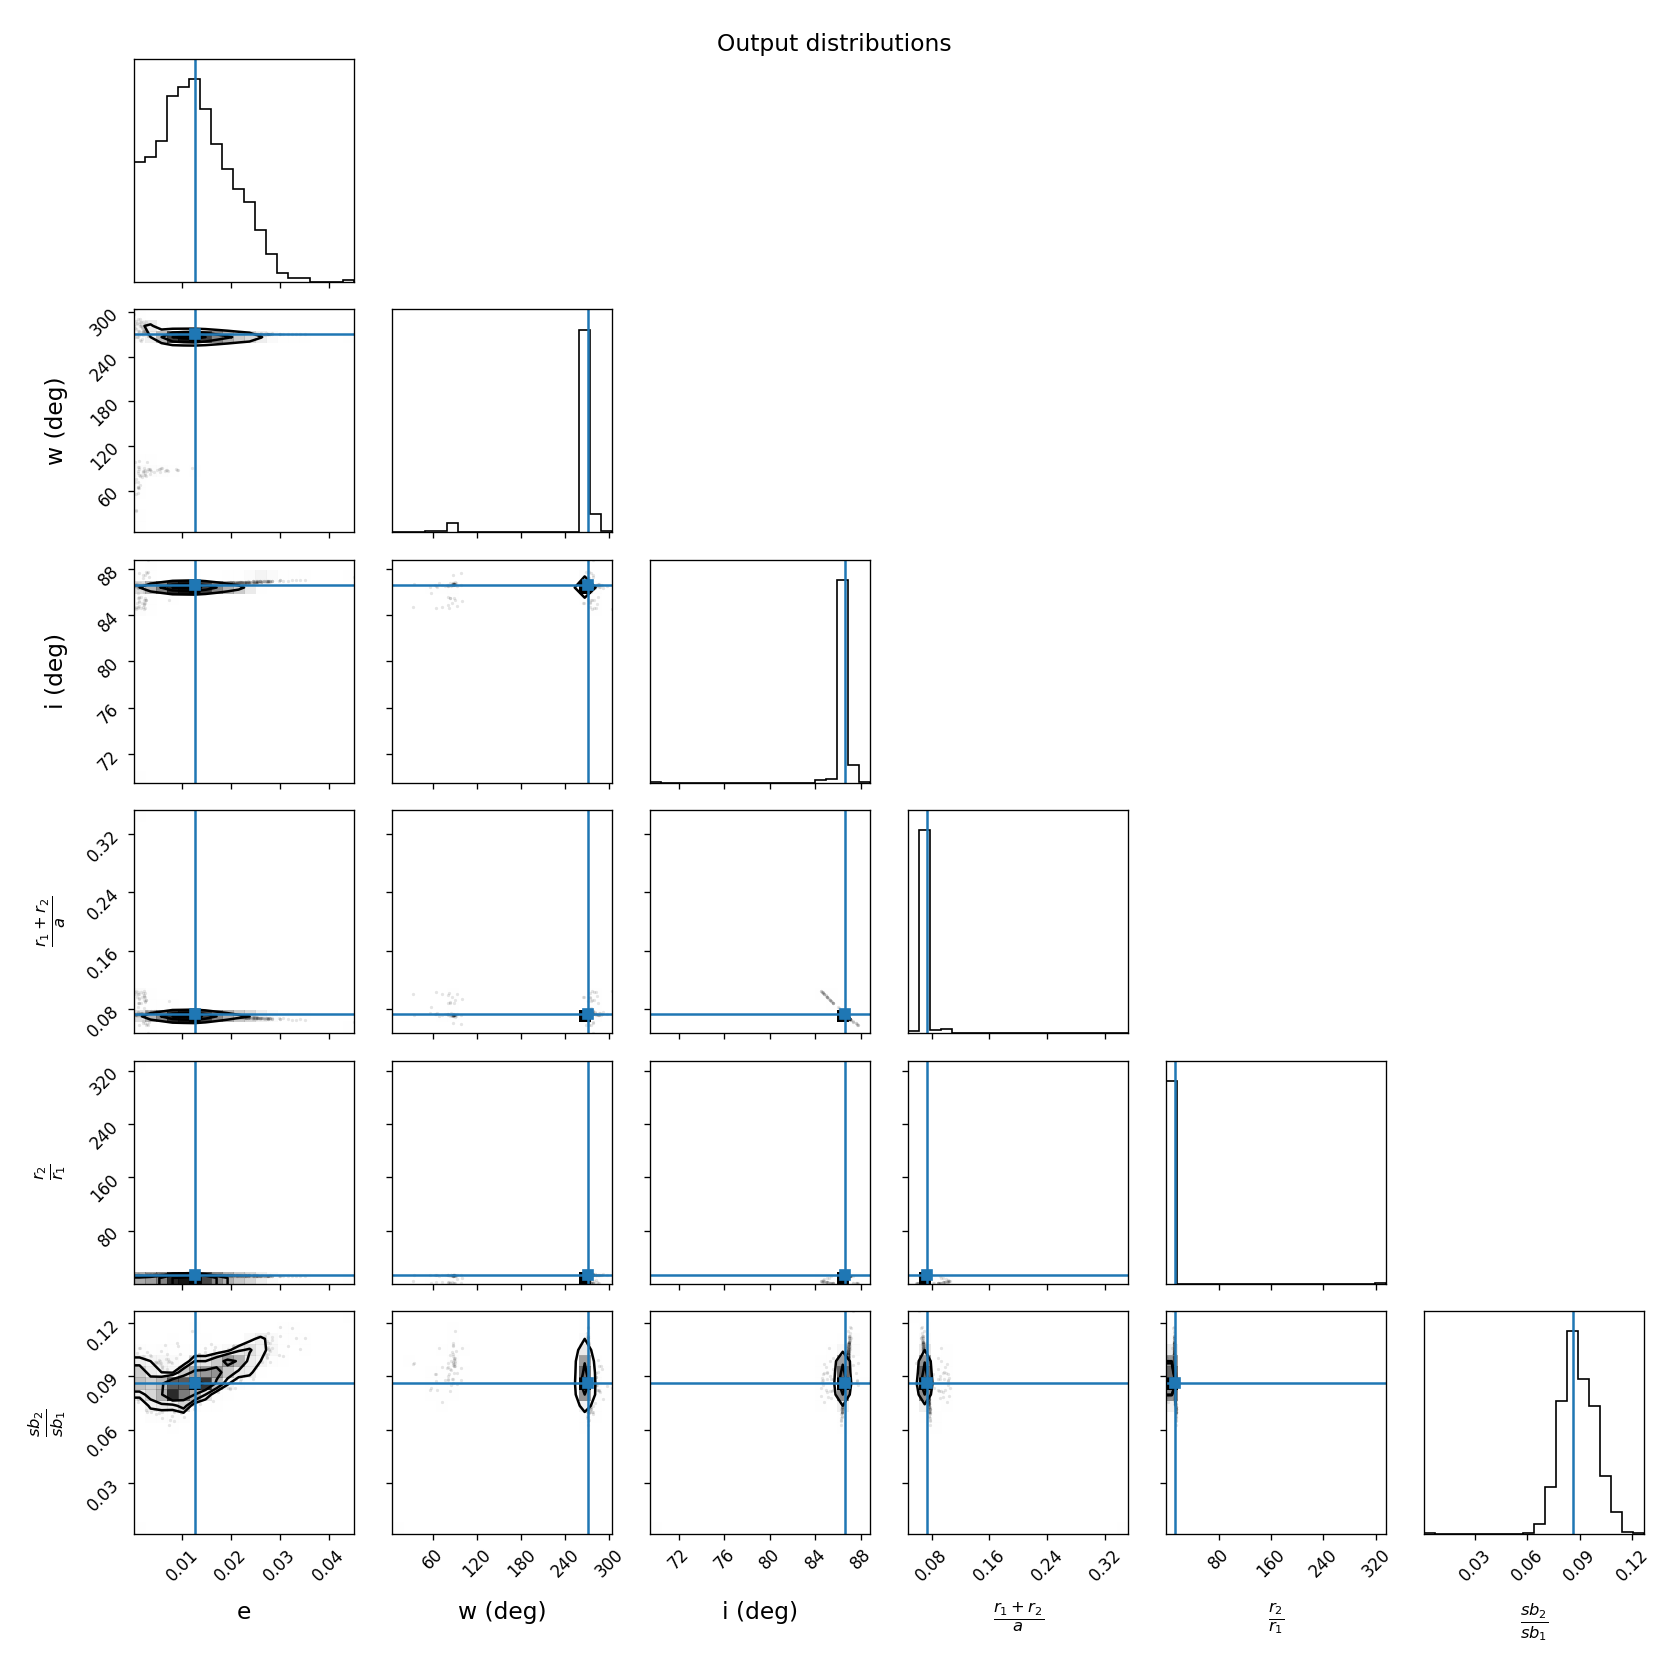 Output distributions
w (deg)
300
240
180
120
60
i (deg)
88
84
80
76
72
r₁ + r₂
a
0.32
0.24
0.16
0.08
r₂
r₁
320
240
160
80
sb₂
sb₁
0.12
0.09
0.06
0.03
0.01 0.02 0.03 0.04 60 120 180 240 300 72 76 80 84 88 0.08 0.16 0.24 0.32 80 160 240 320 0.03 0.06 0.09 0.12
e w (deg) i (deg)
r₁ + r₂
a
r₂
r₁
sb₂
sb₁